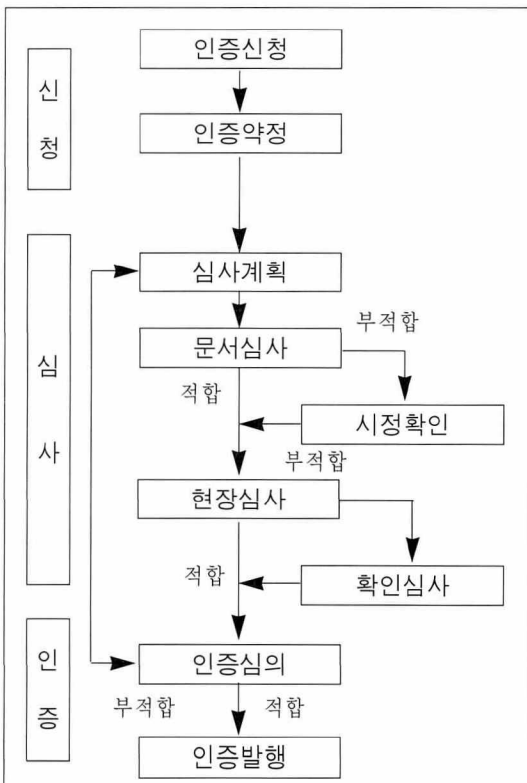 인증신청
신청
인증약정
심사계획
부적합
문서심사
적합
시정확인
부적합
심사
현장심사
적합
확인심사
인증심의
인증
부적합
적합
인증발행